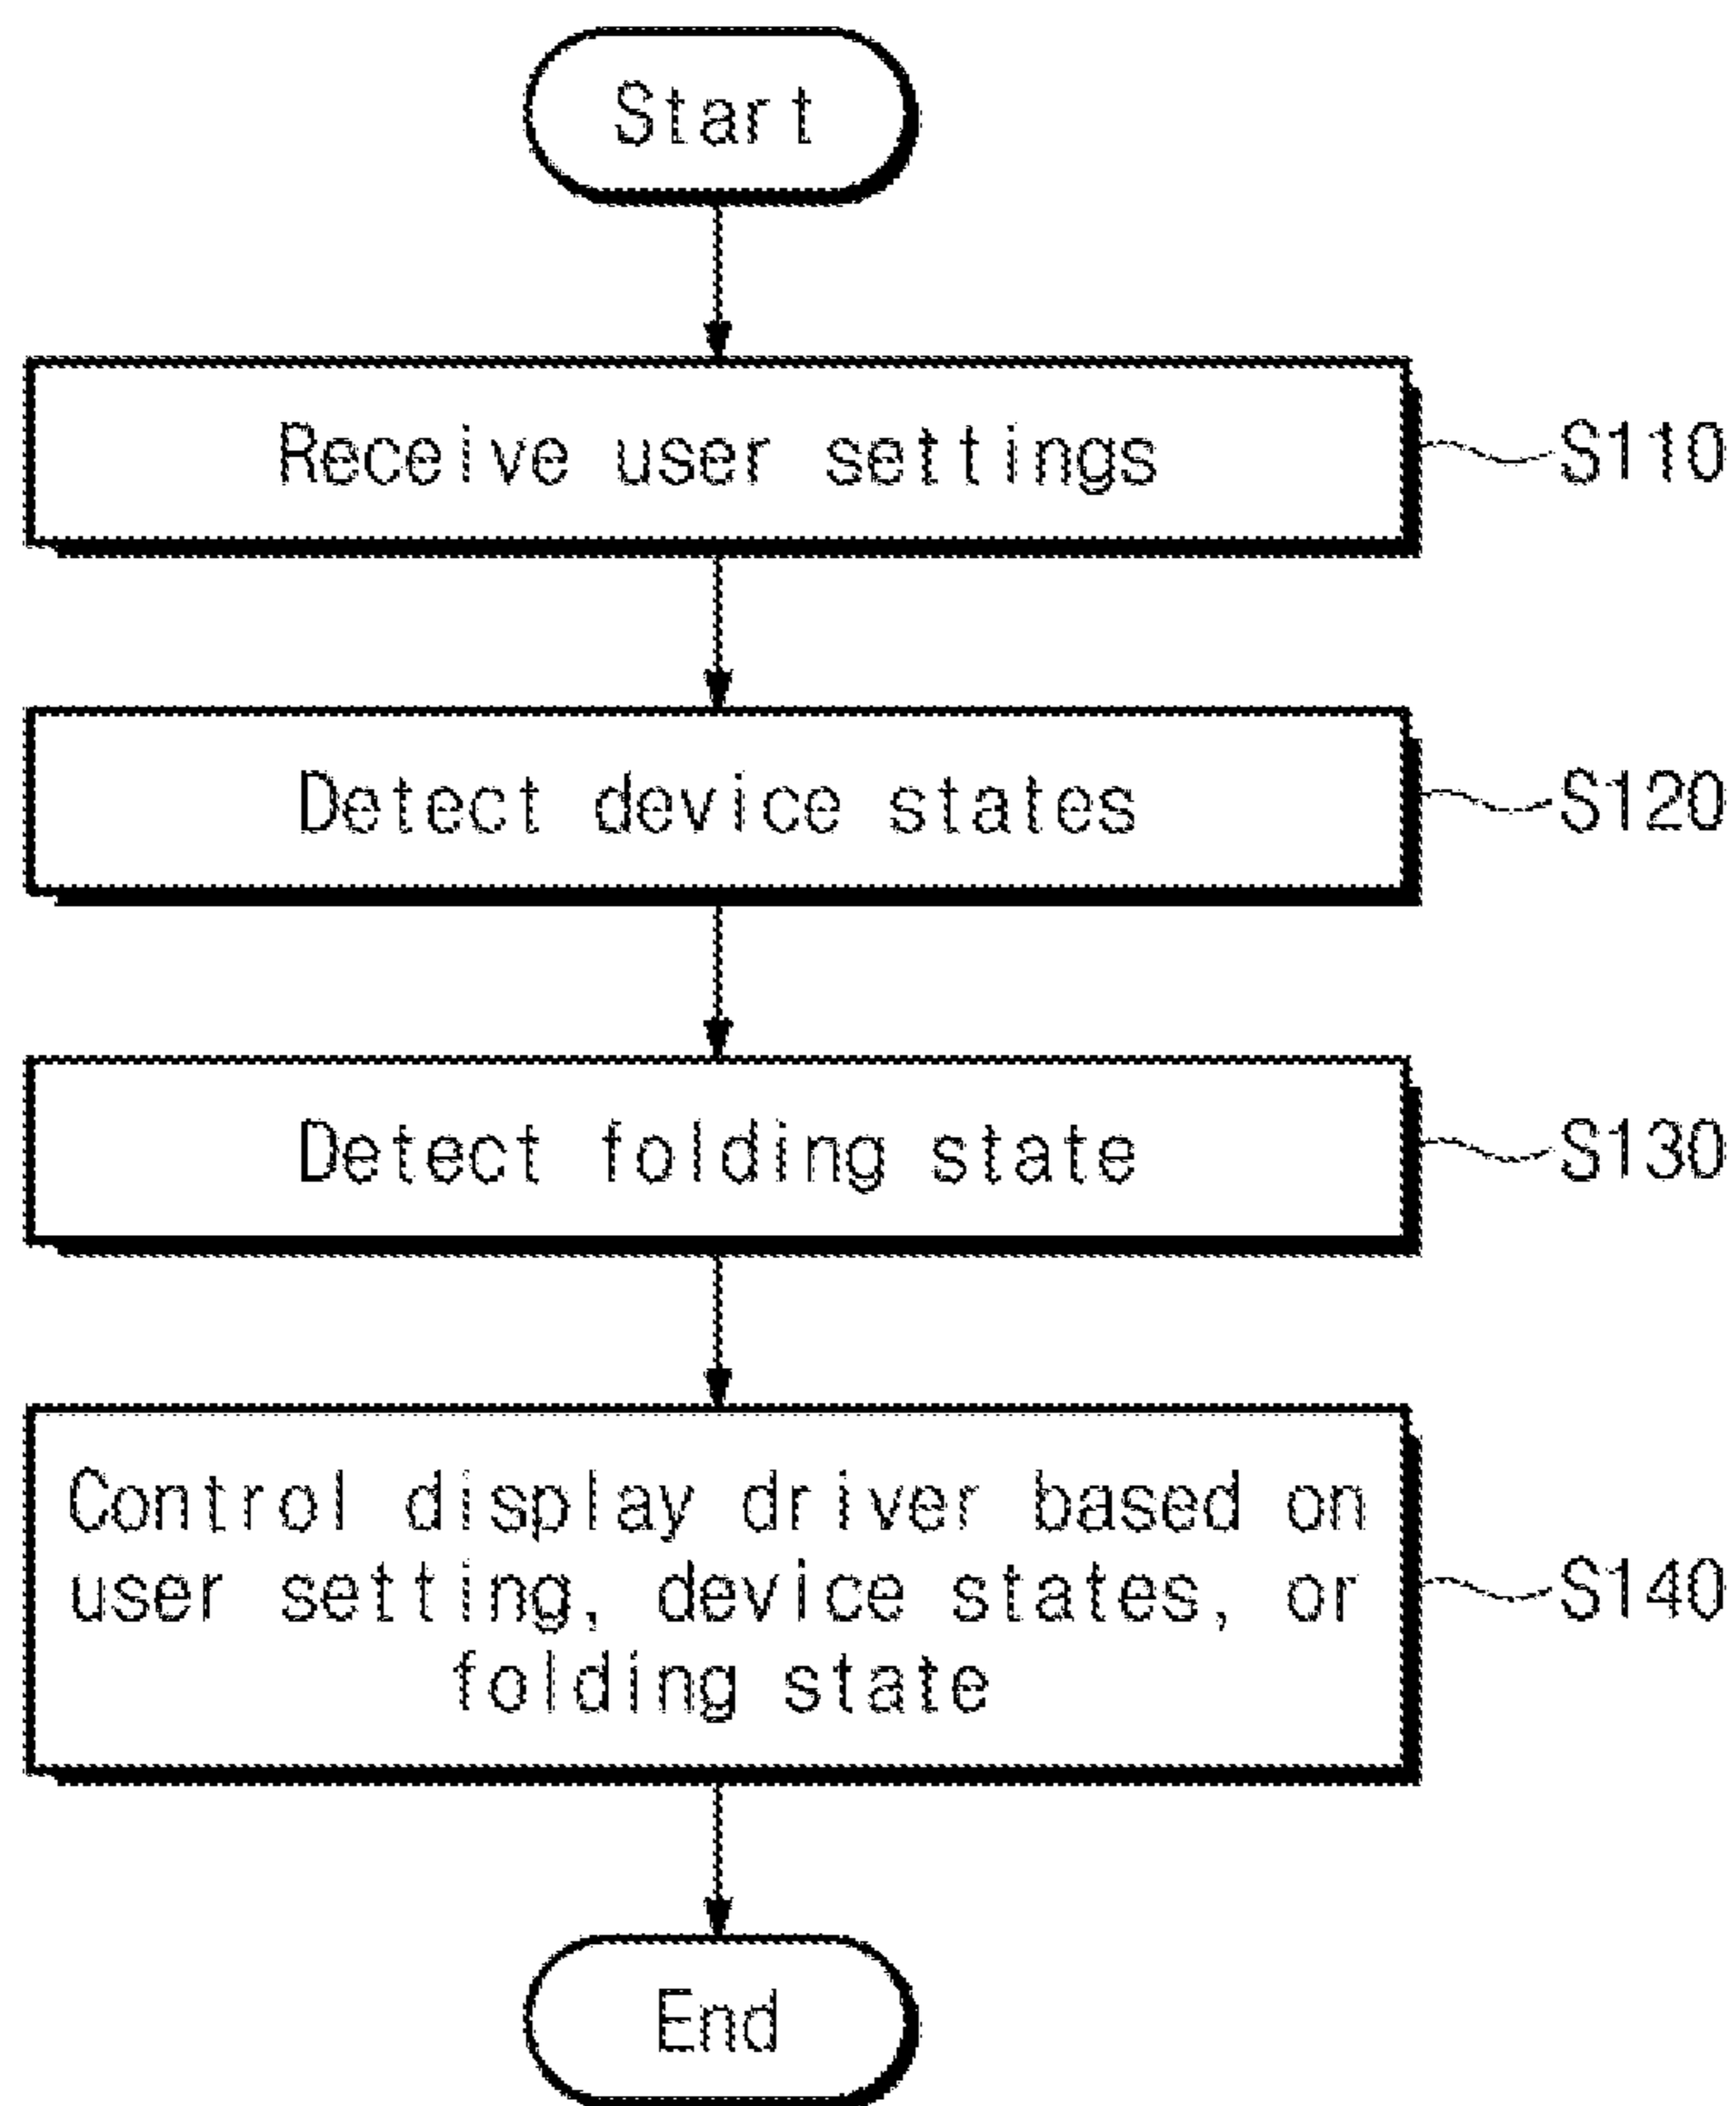 Start
Receive user settings
S110
Detect device states
S120
Detect folding state
S130
Control display driver based on
user setting, device states, or
folding state
S140
End